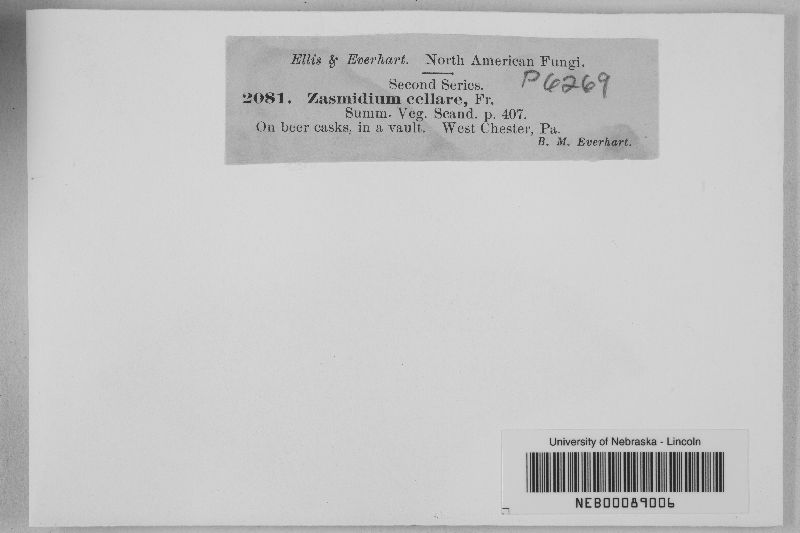 Ellis & Everhart. North American Fungi.
Second Series.
P6269
2081. Zasmidium cellare, Fr.
Summ. Veg. Scand. p. 407.
On beer casks, in a vault. West Chester, Pa.
B. M. Everhart.
University of Nebraska - Lincoln
NEB00089006